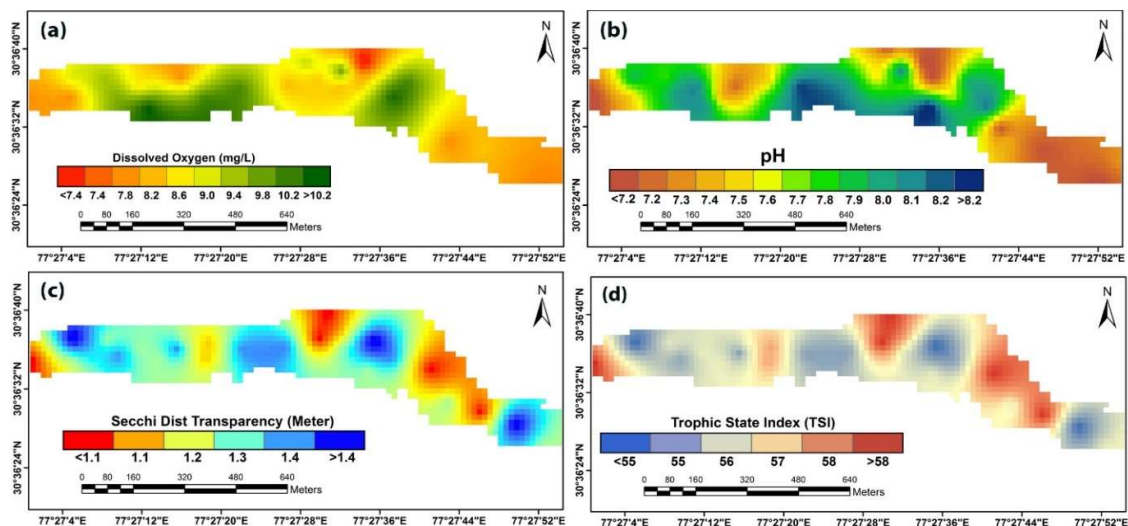 (a)
N
30°36'40"N
30°36'32"N
30°36'24"N
Dissolved Oxygen (mg/L)
<7.4 7.4 7.8 8.2 8.6 9.0 9.4 9.8 10.2 >10.2
0 80 160 320 480 640
Meters
77°27'4"E 77°27'12"E 77°27'20"E 77°27'28"E 77°27'36"E 77°27'44"E 77°27'52"E
(b)
N
30°36'40"N
30°36'32"N
30°36'24"N
pH
<7.2 7.2 7.3 7.4 7.5 7.6 7.7 7.8 7.9 8.0 8.1 8.2 >8.2
0 80 160 320 480 640
Meters
77°27'4"E 77°27'12"E 77°27'20"E 77°27'28"E 77°27'36"E 77°27'44"E 77°27'52"E
(c)
N
30°36'40"N
30°36'32"N
30°36'24"N
Secchi Dist Transparency (Meter)
<1.1 1.1 1.2 1.3 1.4 >1.4
0 80 160 320 480 640
Meters
77°27'4"E 77°27'12"E 77°27'20"E 77°27'28"E 77°27'36"E 77°27'44"E 77°27'52"E
(d)
N
30°36'40"N
30°36'32"N
30°36'24"N
Trophic State Index (TSI)
<55 55 56 57 58 >58
0 80 160 320 480 640
Meters
77°27'4"E 77°27'12"E 77°27'20"E 77°27'28"E 77°27'36"E 77°27'44"E 77°27'52"E